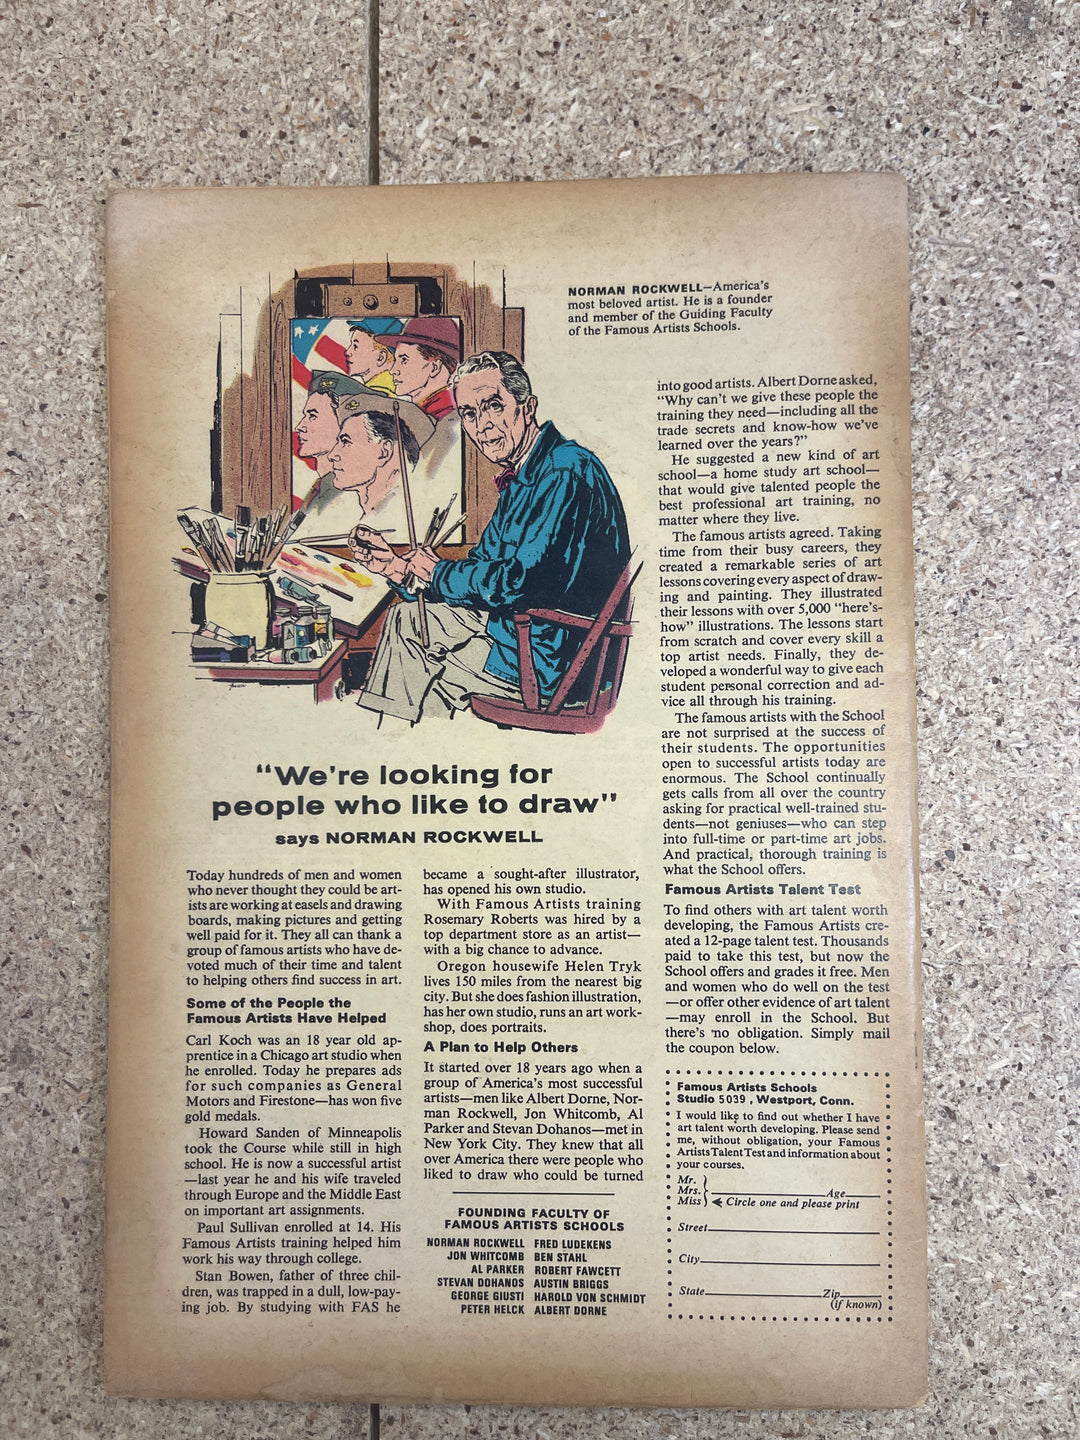 NORMAN ROCKWELL—America's
most beloved artist. He is a founder
and member of the Guiding Faculty
of the Famous Artists Schools.
"We're looking for
people who like to draw"
says NORMAN ROCKWELL
Today hundreds of men and women
who never thought they could be art-
ists are working at easels and drawing
boards, making pictures and getting
well paid for it. They all can thank a
group of famous artists who have de-
voted much of their time and talent
to helping others find success in art.
Some of the People the
Famous Artists Have Helped
Carl Koch was an 18 year old ap-
prentice in a Chicago art studio when
he enrolled. Today he prepares ads
for such companies as General
Motors and Firestone—has won five
gold medals.
Howard Sanden of Minneapolis
took the Course while still in high
school. He is now a successful artist
—last year he and his wife traveled
through Europe and the Middle East
on important art assignments.
Paul Sullivan enrolled at 14. His
Famous Artists training helped him
work his way through college.
Stan Bowen, father of three chil-
dren, was trapped in a dull, low-pay-
ing job. By studying with FAS he
became a sought-after illustrator,
has opened his own studio.
With Famous Artists training
Rosemary Roberts was hired by a
top department store as an artist—
with a big chance to advance.
Oregon housewife Helen Tryk
lives 150 miles from the nearest big
city. But she does fashion illustration,
has her own studio, runs an art work-
shop, does portraits.
A Plan to Help Others
It started over 18 years ago when a
group of America's most successful
artists—men like Albert Dorne, Nor-
man Rockwell, Jon Whitcomb, Al
Parker and Stevan Dohanos—met in
New York City. They knew that all
over America there were people who
liked to draw who could be turned
into good artists. Albert Dorne asked,
"Why can't we give these people the
training they need—including all the
trade secrets and know-how we've
learned over the years?"
He suggested a new kind of art
school—a home study art school—
that would give talented people the
best professional art training, no
matter where they live.
The famous artists agreed. Taking
time from their busy careers, they
created a remarkable series of art
lessons covering every aspect of draw-
ing and painting. They illustrated
their lessons with over 5,000 "here's-
how" illustrations. The lessons start
from scratch and cover every skill a
top artist needs. Finally, they de-
veloped a wonderful way to give each
student personal correction and ad-
vice all through his training.
The famous artists with the School
are not surprised at the success of
their students. The opportunities
open to successful artists today are
enormous. The School continually
gets calls from all over the country
asking for practical well-trained stu-
dents—not geniuses—who can step
into full-time or part-time art jobs.
And practical, thorough training is
what the School offers.
Famous Artists Talent Test
To find others with art talent worth
developing, the Famous Artists cre-
ated a 12-page talent test. Thousands
paid to take this test, but now the
School offers and grades it free. Men
and women who do well on the test
—or offer other evidence of art talent
—may enroll in the School. But
there's no obligation. Simply mail
the coupon below.
FOUNDING FACULTY OF
FAMOUS ARTISTS SCHOOLS
NORMAN ROCKWELL FRED LUDEKENS
JON WHITCOMB BEN STAHL
AL PARKER ROBERT FAWCETT
STEVAN DOHANOS AUSTIN BRIGGS
GEORGE GIUSTI HAROLD VON SCHMIDT
PETER HELCK ALBERT DORNE
Famous Artists Schools
Studio 5039, Westport, Conn.
I would like to find out whether I have
art talent worth developing. Please send
me, without obligation, your Famous
Artists Talent Test and information about
your courses.
Mr.
Mrs. Age
Miss Circle one and please print
Street
City
State Zip
(if known)